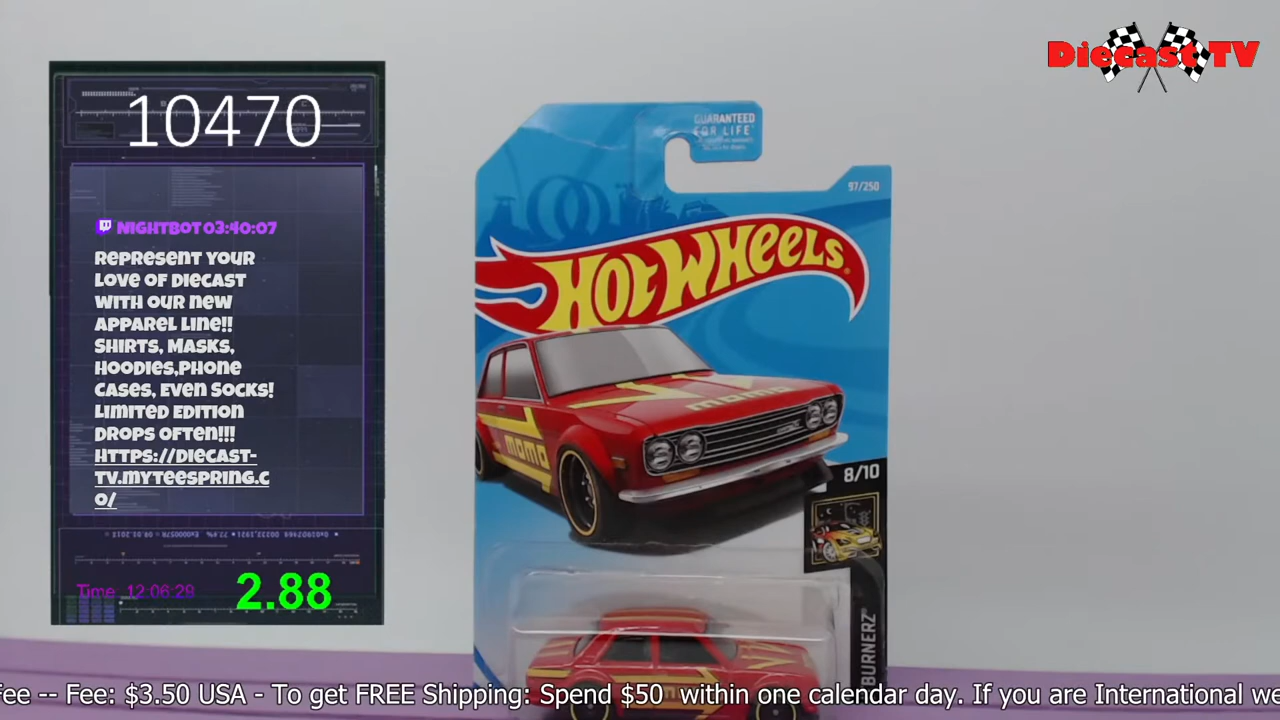 Diecast TV
10470
GUARANTEED
FOR LIFE
97/250
HOT WHEELS
NIGHTBOT 03:40:07
REPRESENT YOUR
LOVE OF DIECAST
WITH OUR NEW
APPAREL LINE!!
SHIRTS, MASKS,
HOODIES,PHONE
CASES, EVEN SOCKS!
LIMITED EDITION
DROPS OFTEN!!!
HTTPS://DIECAST-
TV.MYTEESPRING.C
O/
momo
momo
8/10
Time 12:06:29
2.88
BURNERZ
momo
fee -- Fee: $3.50 USA - To get FREE Shipping: Spend $50 within one calendar day. If you are International we